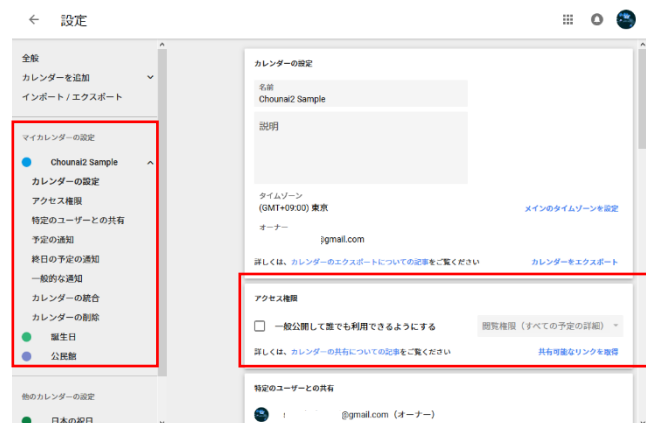 設定
全般
カレンダーを追加
インポート / エクスポート
マイカレンダーの設定
Chounai2 Sample
カレンダーの設定
アクセス権限
特定のユーザーとの共有
予定の通知
終日の予定の通知
一般的な通知
カレンダーの統合
カレンダーの削除
誕生日
公民館
他のカレンダーの設定
日本の祝日
カレンダーの設定
名前
Chounai2 Sample
説明
タイムゾーン
(GMT+09:00) 東京
メインのタイムゾーンを設定
オーナー
@gmail.com
詳しくは、カレンダーのエクスポートについての記事をご覧ください
カレンダーをエクスポート
アクセス権限
一般公開して誰でも利用できるようにする
閲覧権限（すべての予定の詳細）
詳しくは、カレンダーの共有についての記事をご覧ください
共有可能なリンクを取得
特定のユーザーとの共有
@gmail.com（オーナー）